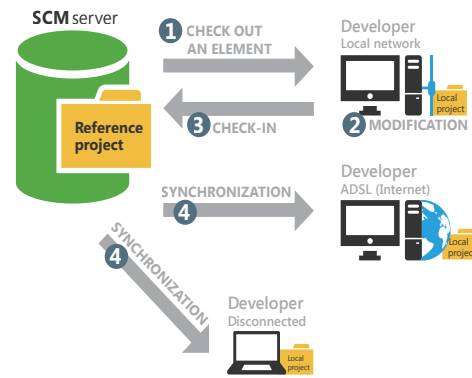 SCM server
1 CHECK OUT
AN ELEMENT
Developer
Local network
Reference
project
3 CHECK-IN
Local
project
2 MODIFICATION
SYNCHRONIZATION
4
Developer
ADSL (Internet)
Local
project
SYNCHRONIZATION
4
Developer
Disconnected
Local
project